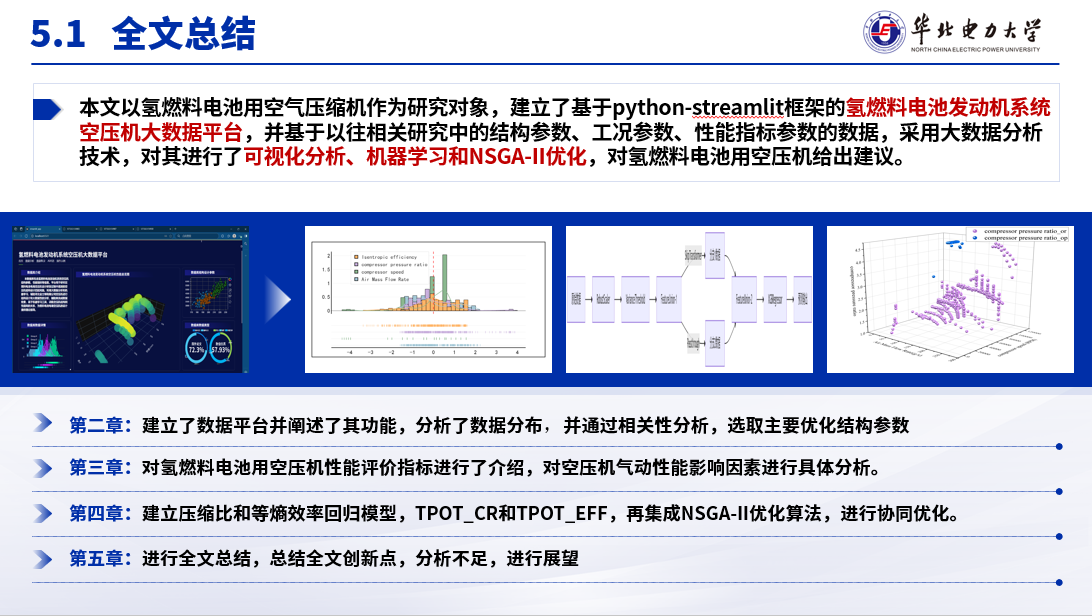 5.1 全文总结
华北电力大学
NORTH CHINA ELECTRIC POWER UNIVERSITY
本文以氢燃料电池用空气压缩机作为研究对象，建立了基于python-streamlit框架的氢燃料电池发动机系统
空压机大数据平台，并基于以往相关研究中的结构参数、工况参数、性能指标参数的数据，采用大数据分析
技术，对其进行了可视化分析、机器学习和NSGA-II优化，对氢燃料电池用空压机给出建议。
氢燃料电池发动机系统空压机大数据平台
72.3%
57.93%
Isentropic efficiency
compressor pressure ratio
compressor speed
Air Mass Flow Rate
2
1.5
1
0.5
0
−4 −3 −2 −1 0 1 2 3 4
compressor pressure ratio_or
compressor pressure ratio_op
第二章：建立了数据平台并阐述了其功能，分析了数据分布，并通过相关性分析，选取主要优化结构参数
第三章：对氢燃料电池用空压机性能评价指标进行了介绍，对空压机气动性能影响因素进行具体分析。
第四章：建立压缩比和等熵效率回归模型，TPOT_CR和TPOT_EFF，再集成NSGA-II优化算法，进行协同优化。
第五章：进行全文总结，总结全文创新点，分析不足，进行展望